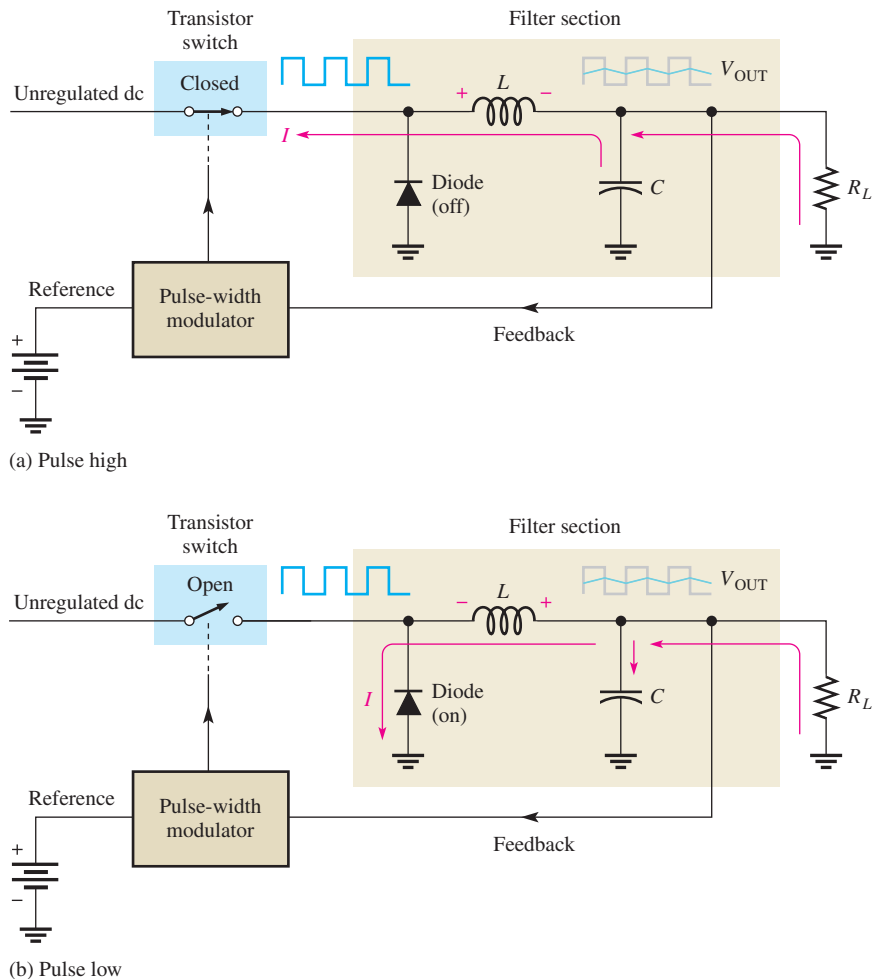 Transistor
switch
Filter section
Closed
L
V_OUT
Unregulated dc
+
−
I
Diode
(off)
C
R_L
Reference
Pulse-width
modulator
Feedback
+
−
(a) Pulse high
Transistor
switch
Filter section
Open
L
V_OUT
Unregulated dc
−
+
I
Diode
(on)
C
R_L
Reference
Pulse-width
modulator
Feedback
+
−
(b) Pulse low